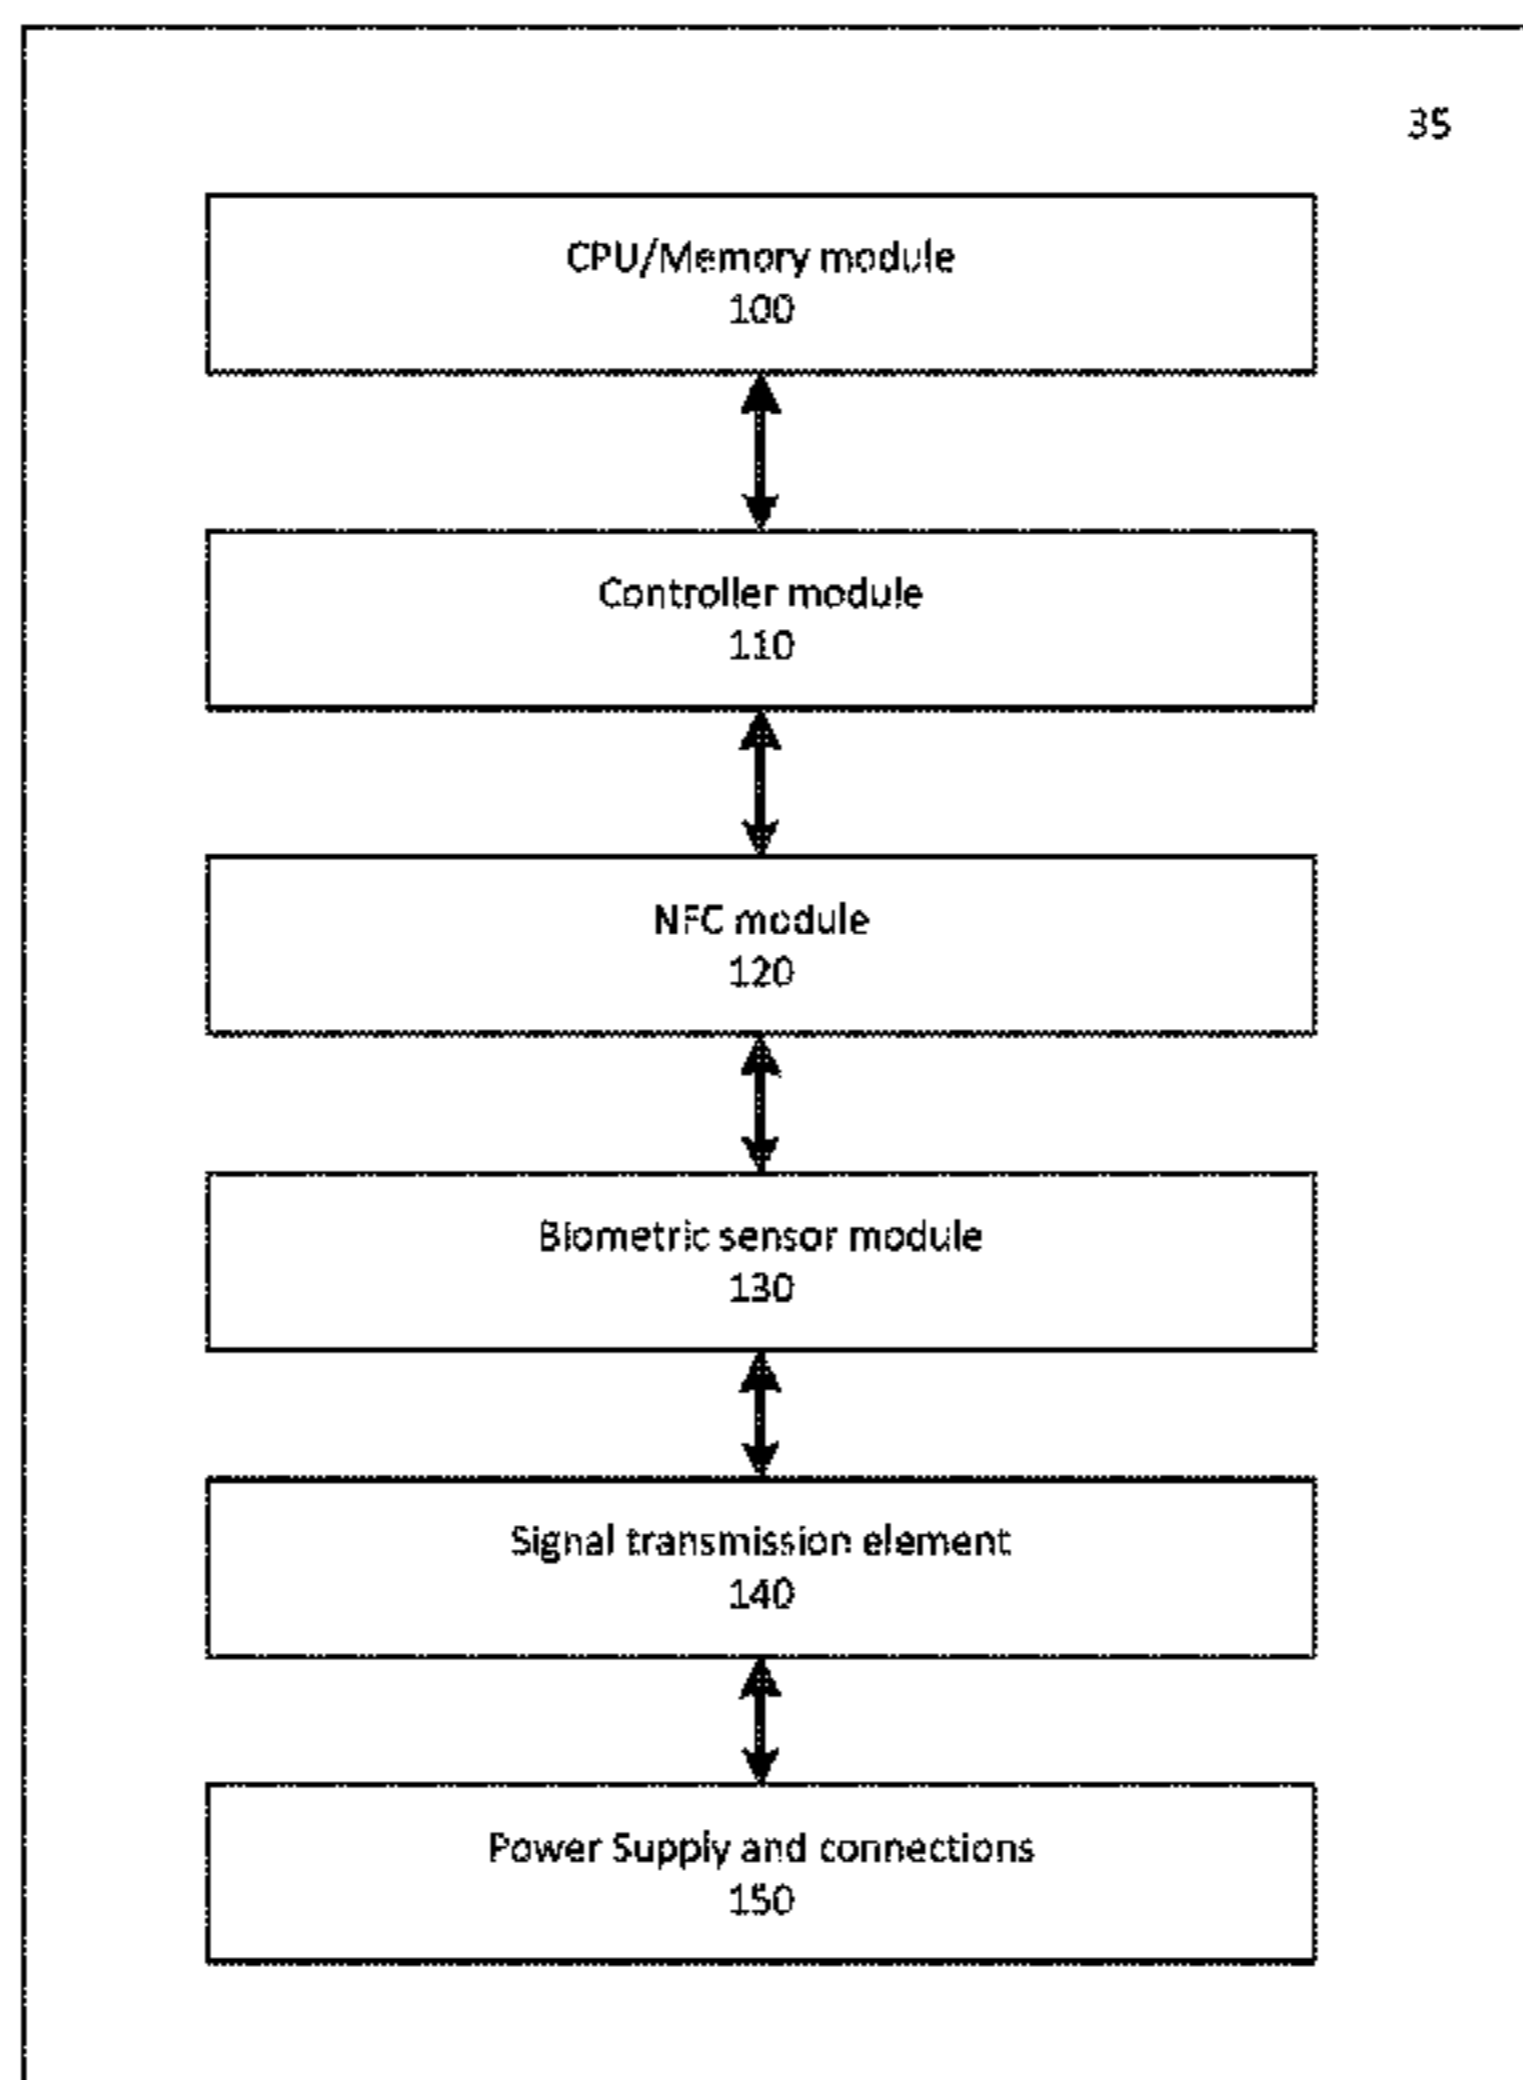 35
CPU/Memory module
100
Controller module
110
NFC module
120
Biometric sensor module
130
Signal transmission element
140
Power Supply and connections
150